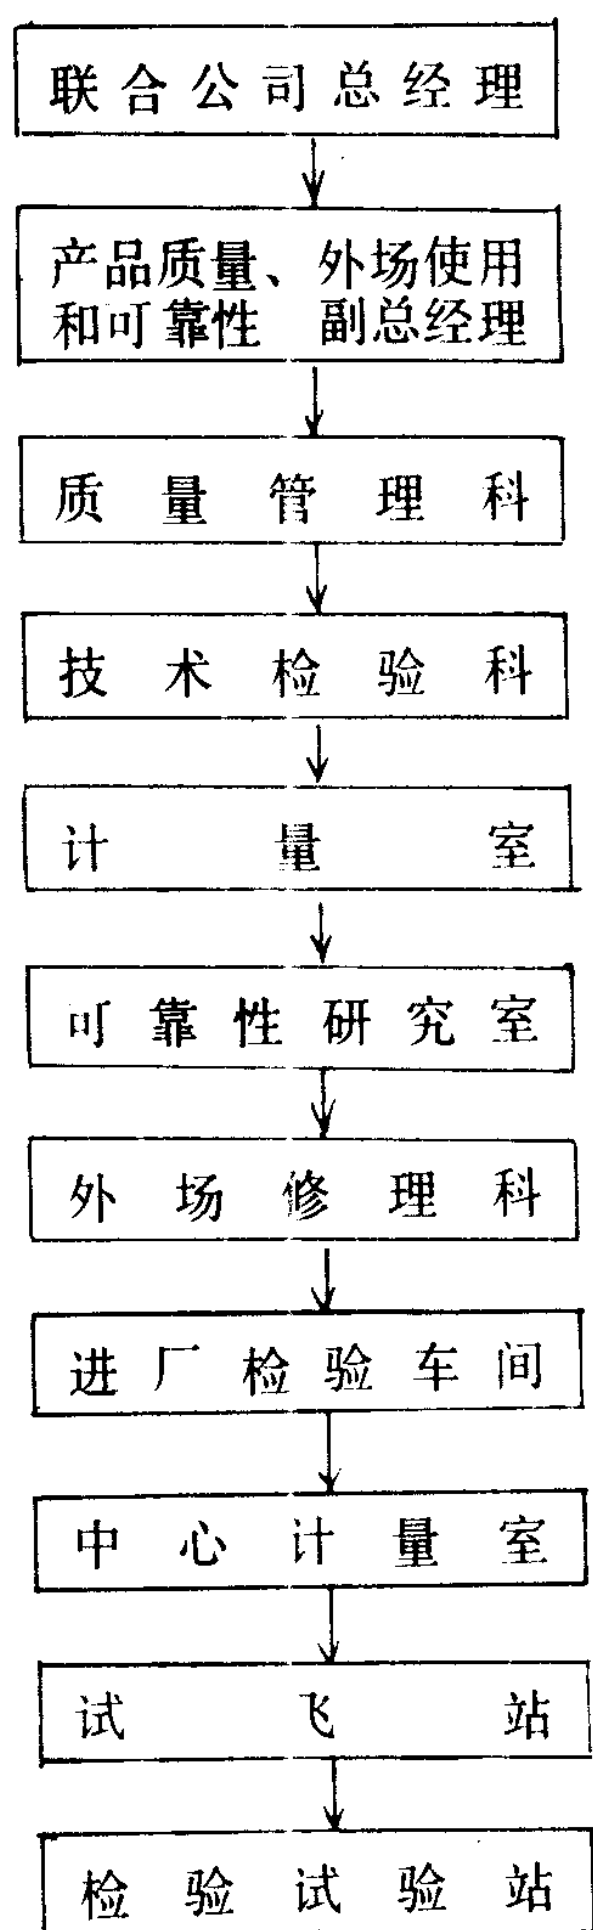 联合公司总经理
产品质量、外场使用
和可靠性 副总经理
质量管理科
技术检验科
计量室
可靠性研究室
外场修理科
进厂检验车间
中心计量室
试飞站
检验试验站